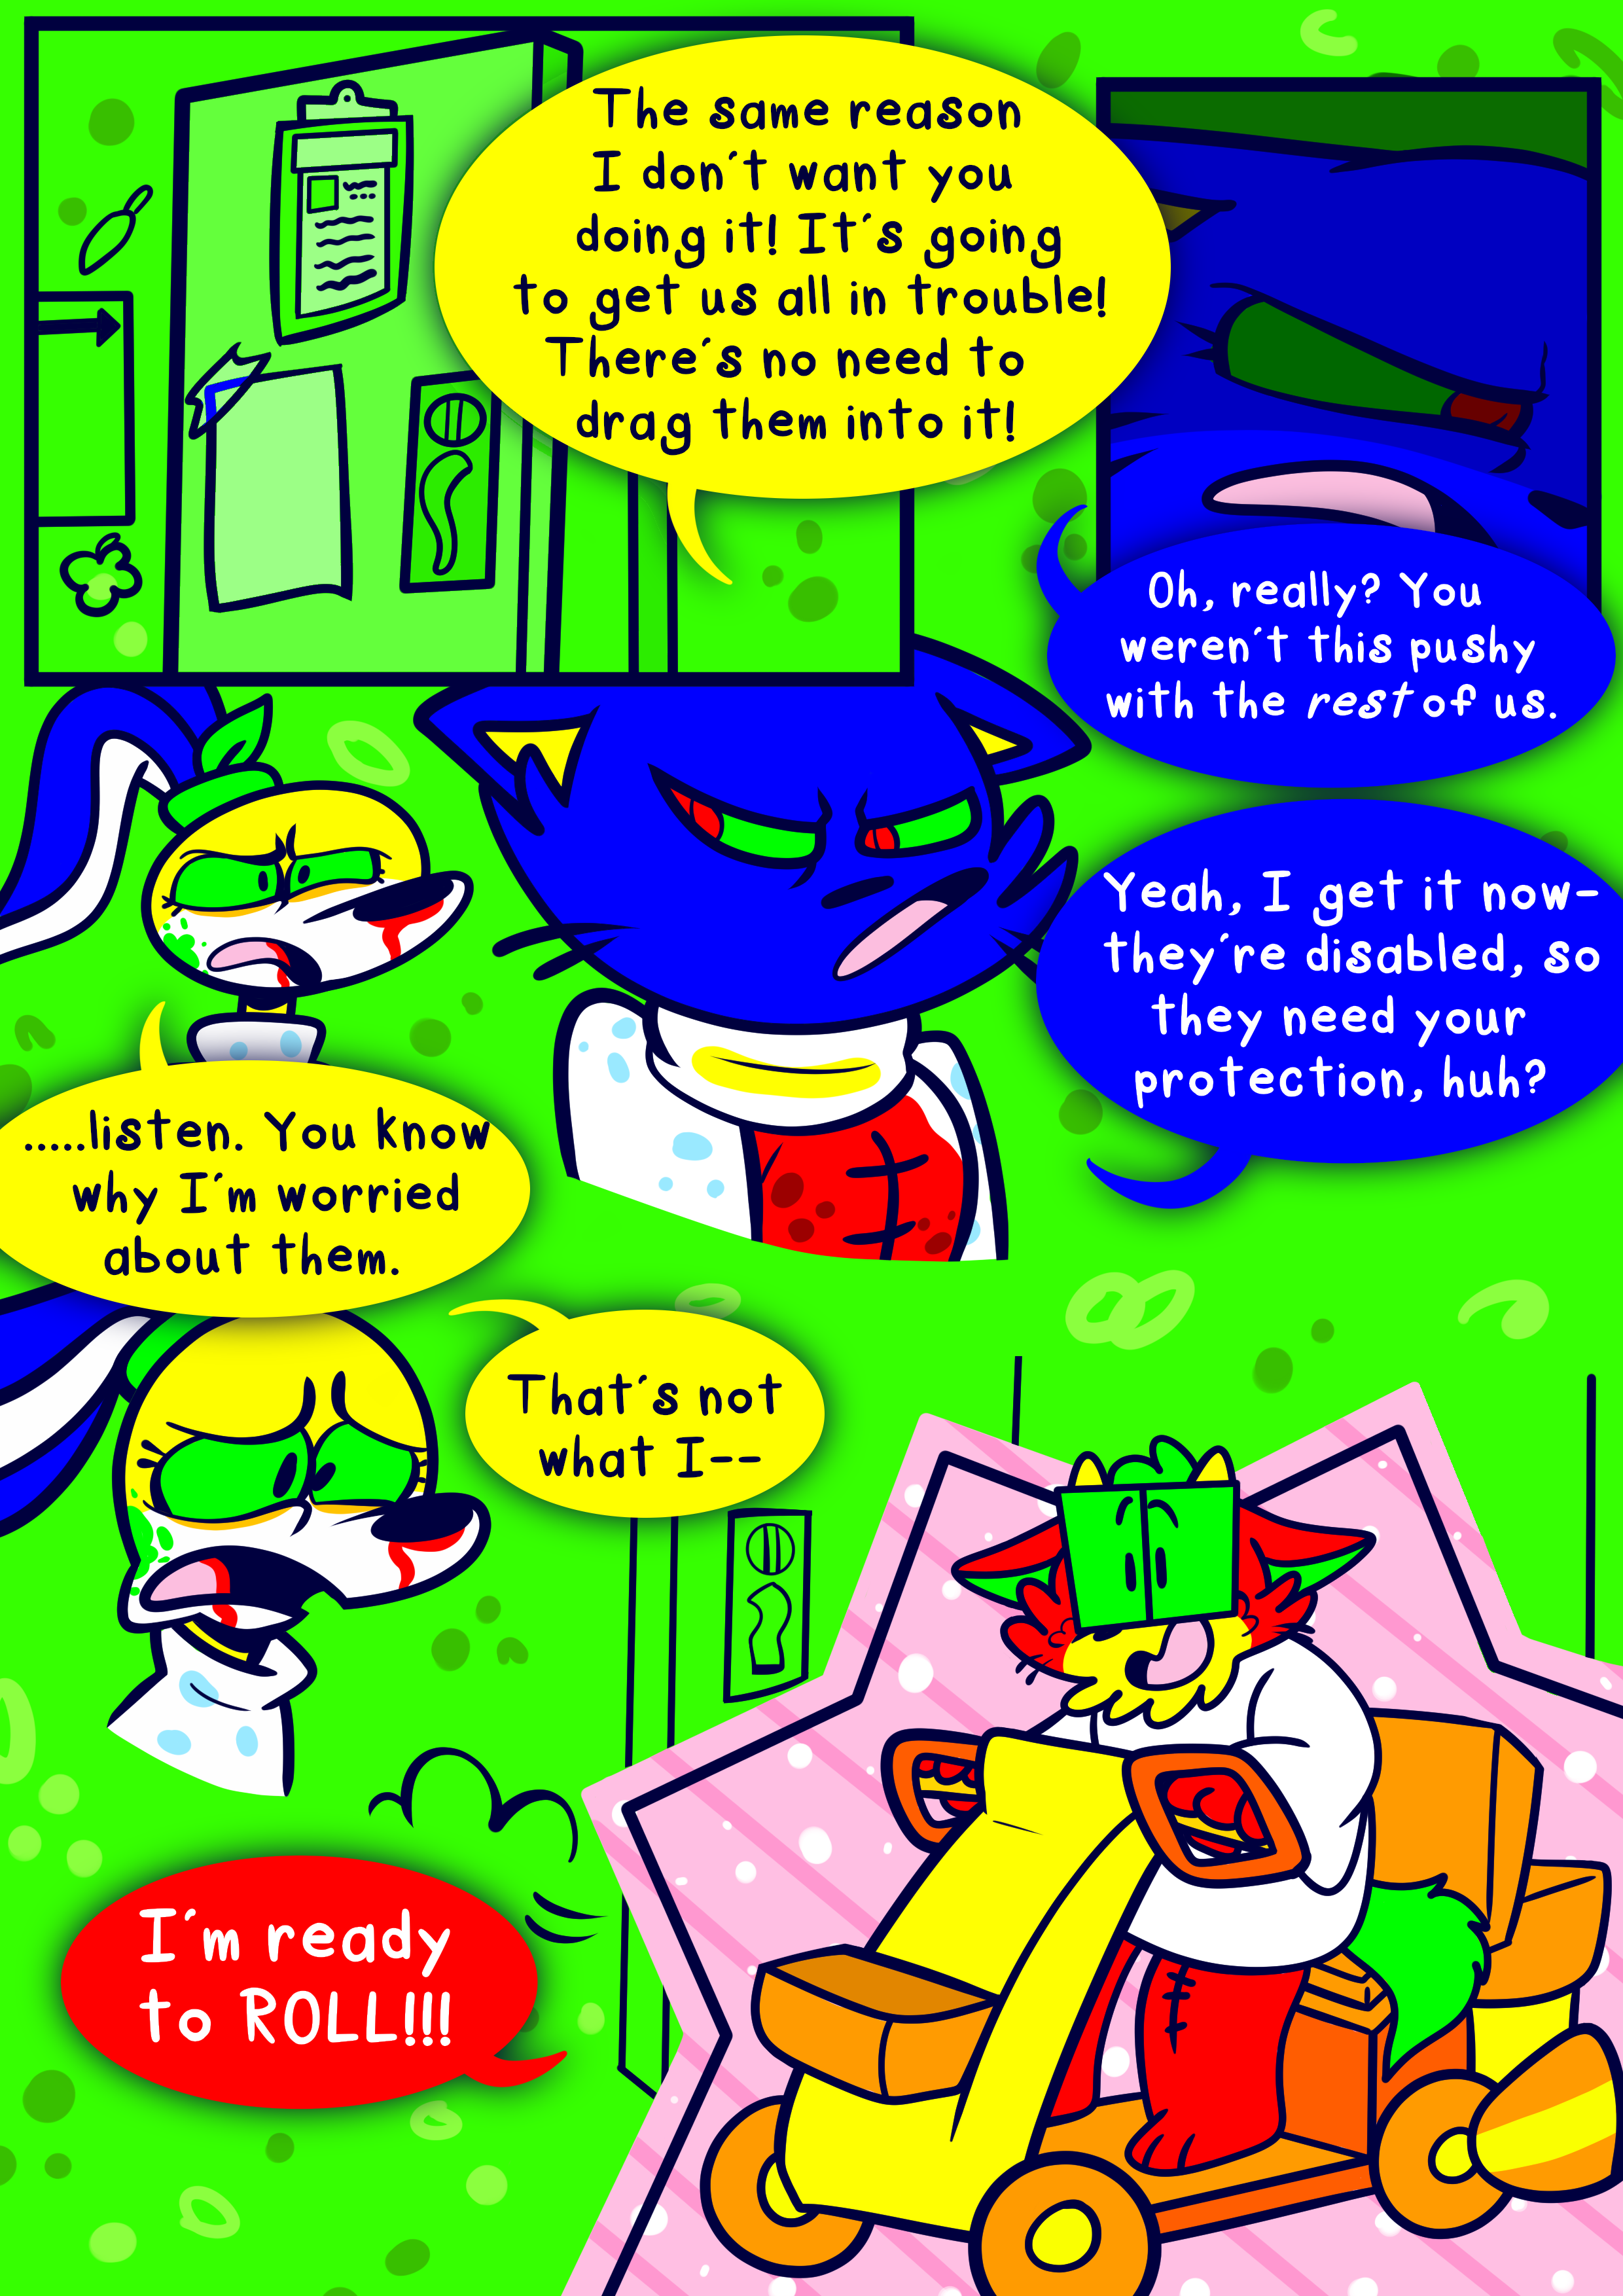 The same reason
I don't want you
doing it! It's going
to get us all in trouble!
There's no need to
drag them into it!
Oh, really? You
weren't this pushy
with the rest of us.
Yeah, I get it now-
they're disabled, so
they need your
protection, huh?
.....listen. You know
why I'm worried
about them.
That's not
what I--
I'm ready
to ROLL!!!